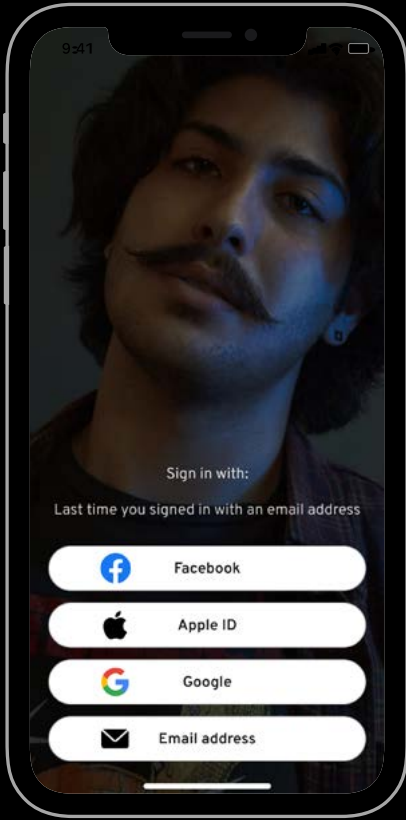 9:41
Sign in with:
Last time you signed in with an email address
Facebook
Apple ID
Google
Email address